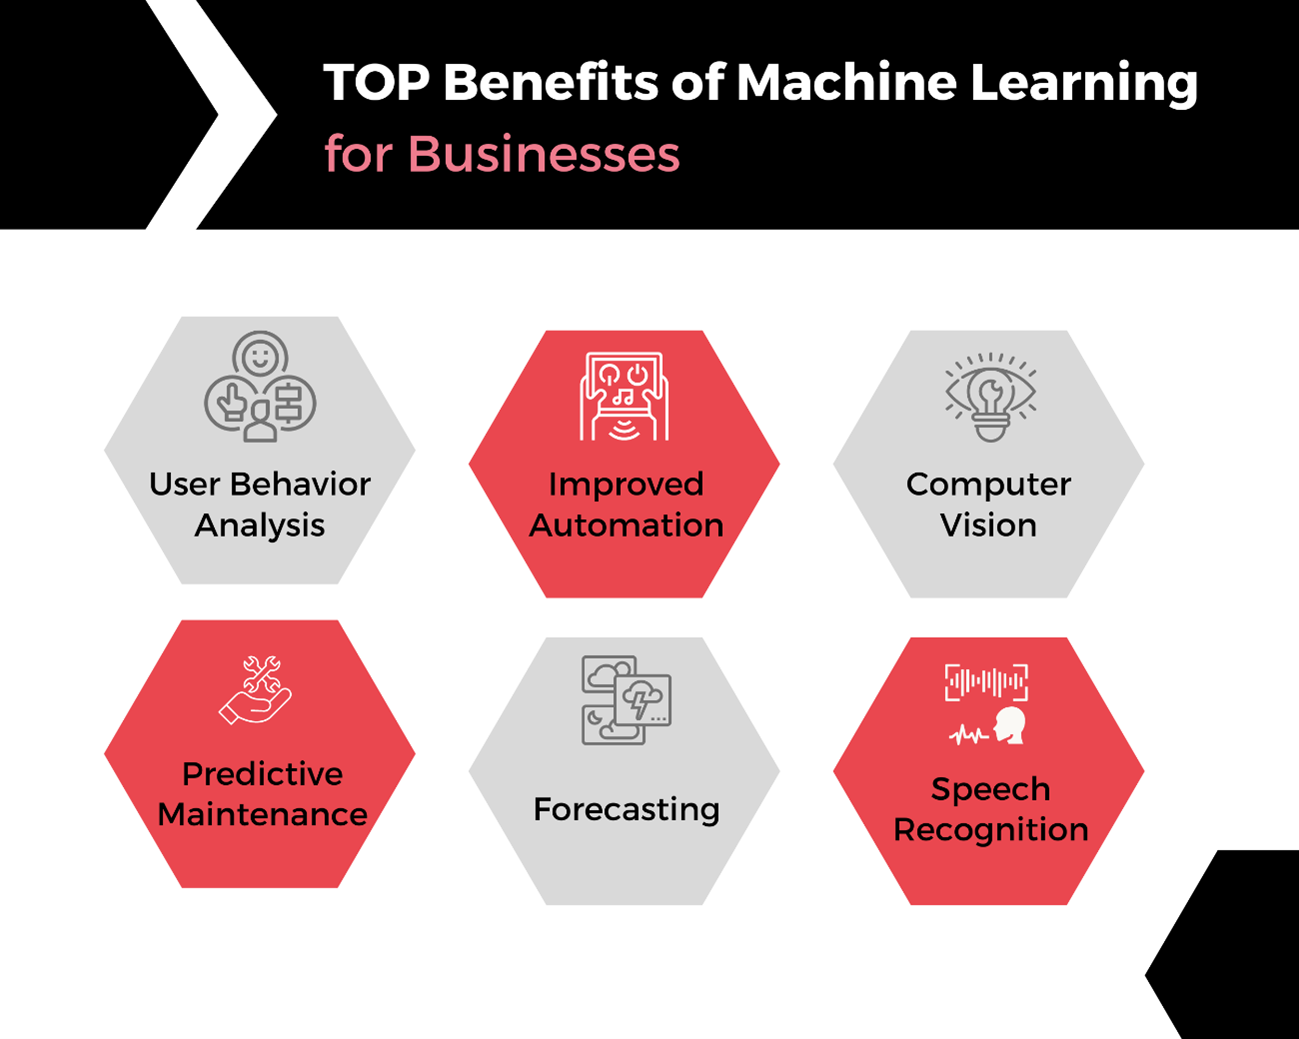 TOP Benefits of Machine Learning
for Businesses
User Behavior
Analysis
Improved
Automation
Computer
Vision
Predictive
Maintenance
Forecasting
Speech
Recognition